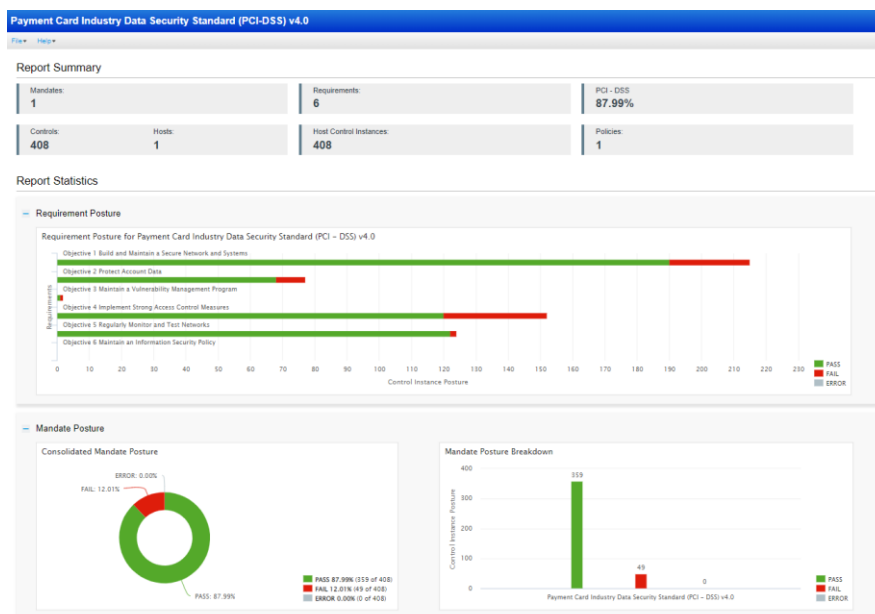 Payment Card Industry Data Security Standard (PCI-DSS) v4.0
File Help
Report Summary
Mandates:
1
Requirements:
6
PCI - DSS
87.99%
Controls:
408
Hosts:
1
Host Control Instances:
408
Policies:
1
Report Statistics
Requirement Posture
Requirement Posture for Payment Card Industry Data Security Standard (PCI - DSS) v4.0
Objective 1 Build and Maintain a Secure Network and Systems
Objective 2 Protect Account Data
Objective 3 Maintain a Vulnerability Management Program
Objective 4 Implement Strong Access Control Measures
Objective 5 Regularly Monitor and Test Networks
Objective 6 Maintain an Information Security Policy
Requirements
0 10 20 30 40 50 60 70 80 90 100 110 120 130 140 150 160 170 180 190 200 210 220 230
Control Instance Posture
PASS
FAIL
ERROR
Mandate Posture
Consolidated Mandate Posture
ERROR: 0.00%
FAIL: 12.01%
PASS: 87.99%
PASS 87.99% (359 of 408)
FAIL 12.01% (49 of 408)
ERROR 0.00% (0 of 408)
Mandate Posture Breakdown
Control Instance Posture
400
300
200
100
0
359
49
0
Payment Card Industry Data Security Standard (PCI - DSS) v4.0
PASS
FAIL
ERROR